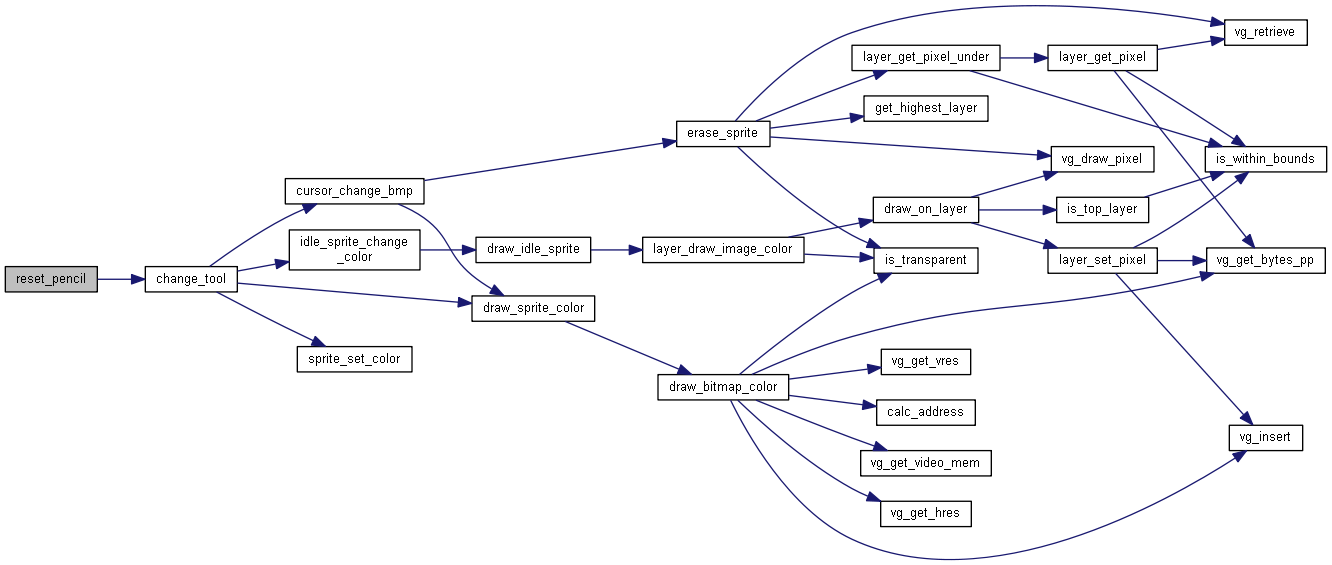 reset_pencil
change_tool
cursor_change_bmp
idle_sprite_change
_color
sprite_set_color
draw_idle_sprite
draw_sprite_color
erase_sprite
layer_draw_image_color
draw_bitmap_color
layer_get_pixel_under
get_highest_layer
draw_on_layer
is_transparent
vg_get_vres
calc_address
vg_get_video_mem
vg_get_hres
layer_get_pixel
vg_draw_pixel
is_top_layer
layer_set_pixel
vg_retrieve
is_within_bounds
vg_get_bytes_pp
vg_insert